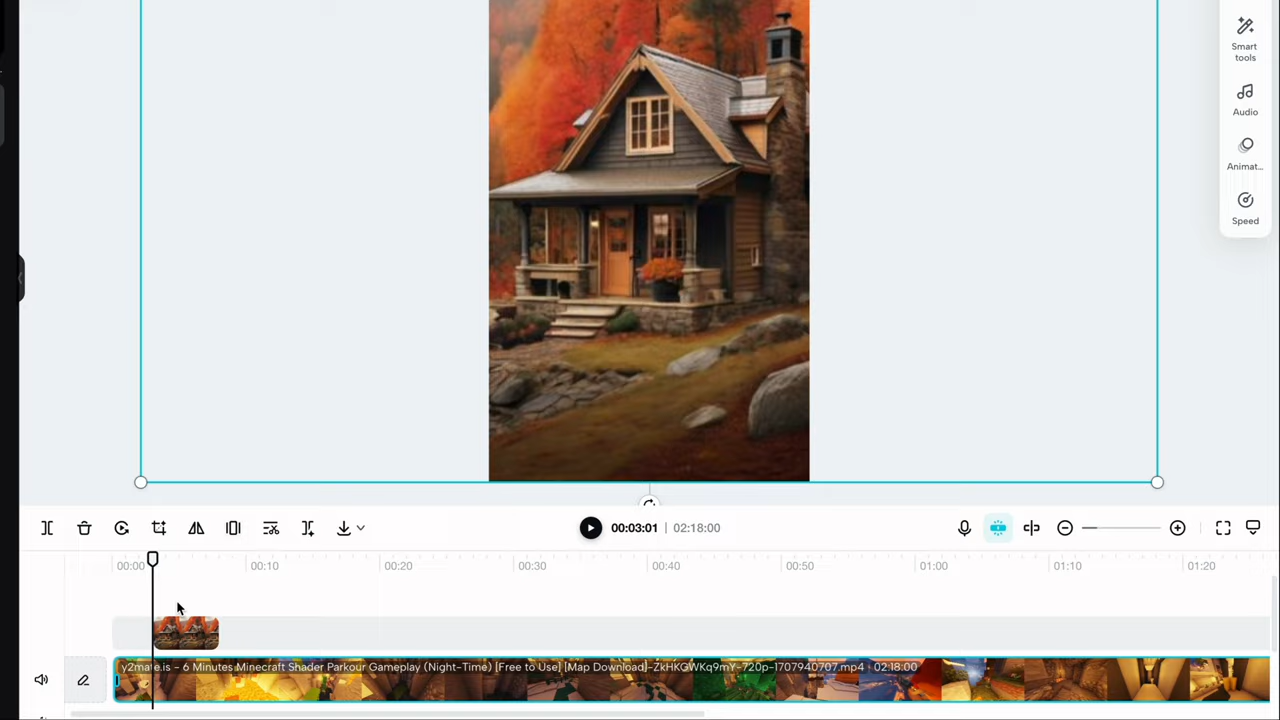 Smart
tools
Audio
Animat...
Speed
00:03:01 | 02:18:00
00:00 00:10 00:20 00:30 00:40 00:50 01:00 01:10 01:20
y2mate.is - 6 Minutes Minecraft Shader Parkour Gameplay (Night-Time) [Free to Use] [Map Download]-ZkHKGWKq9mY-720p-1707940707.mp4 02:18:00